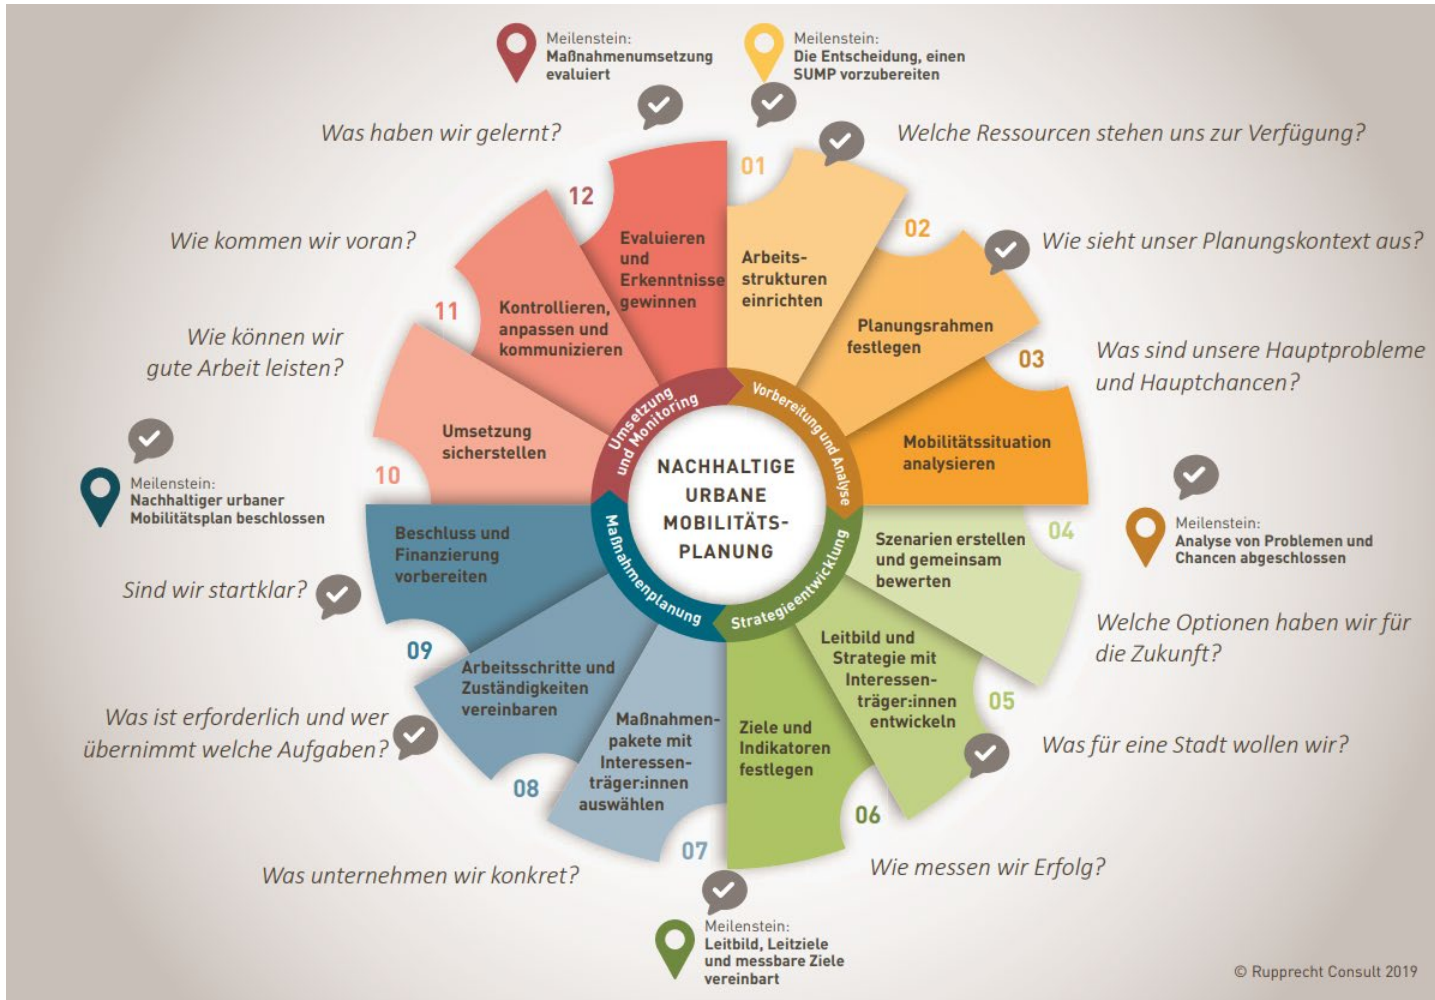 Meilenstein:
Maßnahmenumsetzung
evaluiert
Meilenstein:
Die Entscheidung, einen
SUMP vorzubereiten
Was haben wir gelernt?
Welche Ressourcen stehen uns zur Verfügung?
Wie kommen wir voran?
Wie sieht unser Planungskontext aus?
Wie können wir
gute Arbeit leisten?
Was sind unsere Hauptprobleme
und Hauptchancen?
Meilenstein:
Nachhaltiger urbaner
Mobilitätsplan beschlossen
Meilenstein:
Analyse von Problemen und
Chancen abgeschlossen
Sind wir startklar?
Welche Optionen haben wir für
die Zukunft?
Was ist erforderlich und wer
übernimmt welche Aufgaben?
Was für eine Stadt wollen wir?
Was unternehmen wir konkret?
Wie messen wir Erfolg?
Meilenstein:
Leitbild, Leitziele
und messbare Ziele
vereinbart
01
Arbeits-
strukturen
einrichten
02
Planungsrahmen
festlegen
03
Mobilitätssituation
analysieren
04
Szenarien erstellen
und gemeinsam
bewerten
05
Leitbild und
Strategie mit
Interessen-
träger:innen
entwickeln
06
Ziele und
Indikatoren
festlegen
07
Maßnahmen-
pakete mit
Interessen-
träger:innen
auswählen
08
Arbeitsschritte und
Zuständigkeiten
vereinbaren
09
Beschluss und
Finanzierung
vorbereiten
10
Umsetzung
sicherstellen
11
Kontrollieren,
anpassen und
kommunizieren
12
Evaluieren
und
Erkenntnisse
gewinnen
Vorbereitung und Analyse
Strategieentwicklung
Maßnahmenplanung
Umsetzung
und Monitoring
NACHHALTIGE
URBANE
MOBILITÄTS-
PLANUNG
© Rupprecht Consult 2019